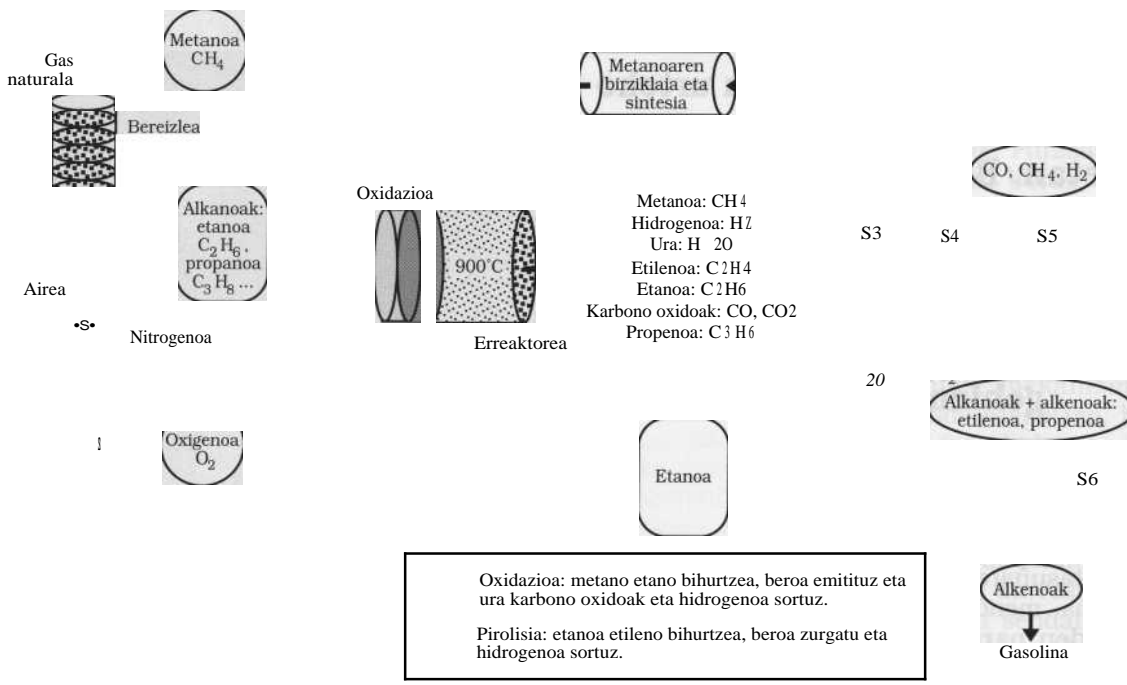 Metanoa
CH4
Gas
naturala
Bereizlea
Alkanoak:
etanoa
C2H6,
propanoa
C3H8 ...
Airea
•S•
Nitrogenoa
Oxigenoa
O2
Oxidazioa
900°C
Erreaktorea
Metanoaren
birziklaia eta
sintesia
Metanoa: CH4
Hidrogenoa: HZ
Ura: H 2O
Etilenoa: C2H4
Etanoa: C2H6
Karbono oxidoak: CO, CO2
Propenoa: C3H6
Etanoa
CO, CH4, H2
S3 S4 S5
20
Alkanoak + alkenoak:
etilenoa, propenoa
S6
Alkenoak
Gasolina
Oxidazioa: metano etano bihurtzea, beroa emitituz eta
ura karbono oxidoak eta hidrogenoa sortuz.
Pirolisia: etanoa etileno bihurtzea, beroa zurgatu eta
hidrogenoa sortuz.